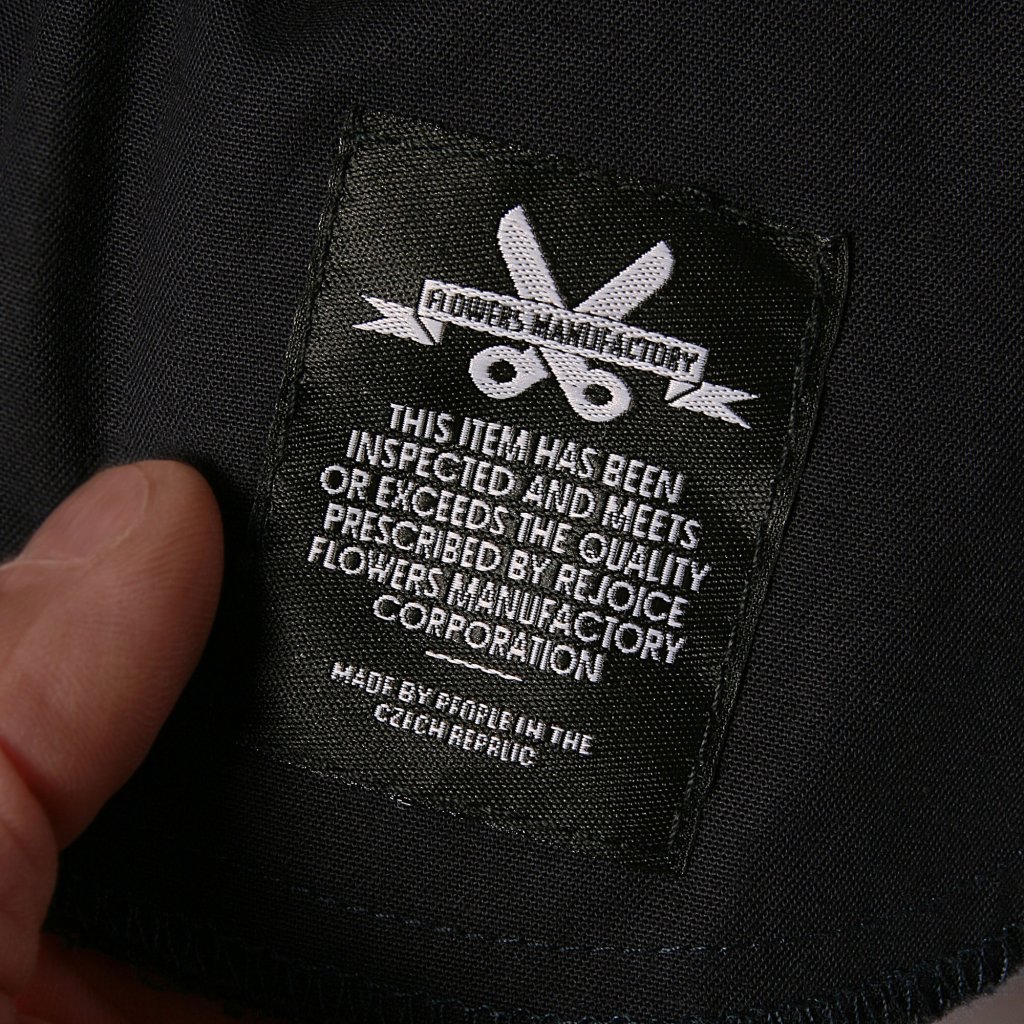 FLOWERS MANUFACTORY
THIS ITEM HAS BEEN
INSPECTED AND MEETS
OR EXCEEDS THE QUALITY
PRESCRIBED BY REJOICE
FLOWERS MANUFACTORY
CORPORATION
MADE BY PEOPLE IN THE
CZECH REPRLIC